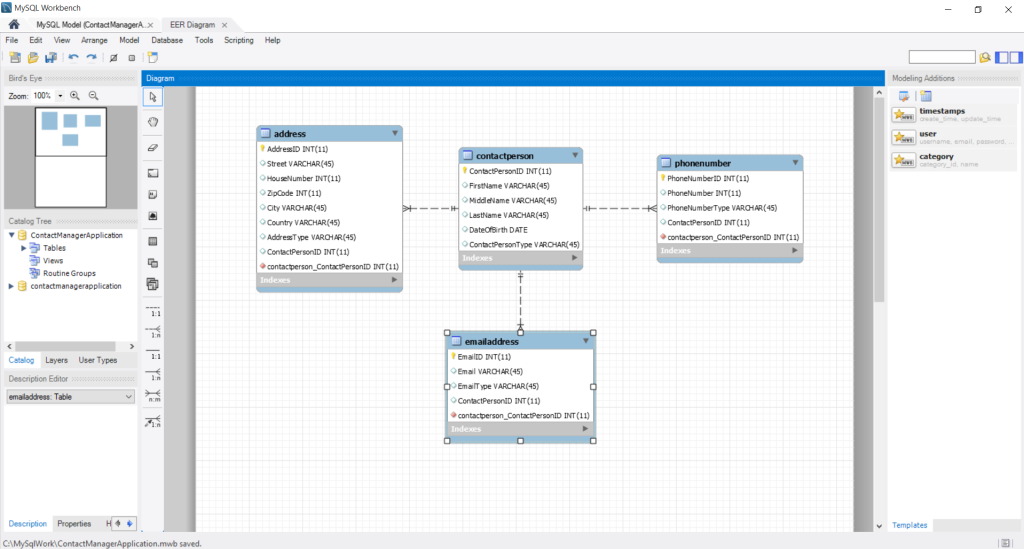 MySQL Workbench
MySQL Model (ContactManagerA...
EER Diagram
File Edit View Arrange Model Database Tools Scripting Help
Bird's Eye
Zoom: 100%
Catalog Tree
ContactManagerApplication
Tables
Views
Routine Groups
contactmanagerapplication
Catalog Layers User Types
Description Editor
emailaddress: Table
Description Properties H
1:1
1:n
1:1
1:n
n:m
1:n
Diagram
address
AddressID INT(11)
Street VARCHAR(45)
HouseNumber INT(11)
ZipCode INT(11)
City VARCHAR(45)
Country VARCHAR(45)
AddressType VARCHAR(45)
ContactPersonID INT(11)
contactperson_ContactPersonID INT(11)
Indexes
contactperson
ContactPersonID INT(11)
FirstName VARCHAR(45)
MiddleName VARCHAR(45)
LastName VARCHAR(45)
DateOfBirth DATE
ContactPersonType VARCHAR(45)
Indexes
phonenumber
PhoneNumberID INT(11)
PhoneNumber INT(11)
PhoneNumberType VARCHAR(45)
ContactPersonID INT(11)
contactperson_ContactPersonID INT(11)
Indexes
emailaddress
EmailID INT(11)
Email VARCHAR(45)
EmailType VARCHAR(45)
ContactPersonID INT(11)
contactperson_ContactPersonID INT(11)
Indexes
Modeling Additions
timestamps
create_time, update_time
user
username, email, password, ...
category
category_id, name
Templates
C:\MySqlWork\ContactManagerApplication.mwb saved.